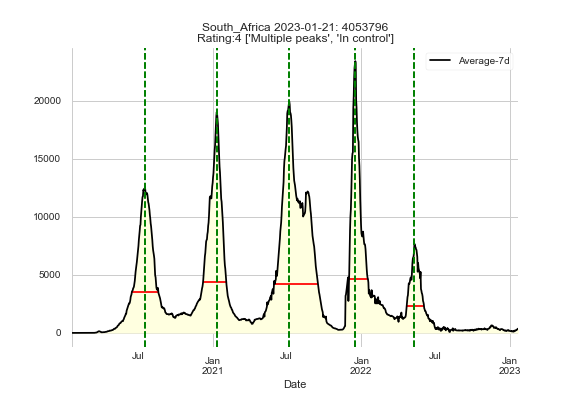 South_Africa 2023-01-21: 4053796
Rating:4 ['Multiple peaks', 'In control']
Average-7d
20000
15000
10000
5000
0
Jul Jan Jul Jan Jul Jan
2021 2022 2023
Date